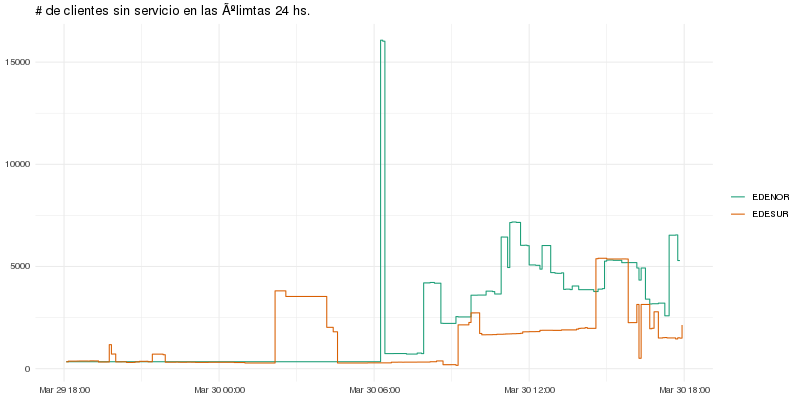 # de clientes sin servicio en las Ãºlimtas 24 hs.
15000
10000
5000
0
Mar 29 18:00
Mar 30 00:00
Mar 30 06:00
Mar 30 12:00
Mar 30 18:00
EDENOR
EDESUR